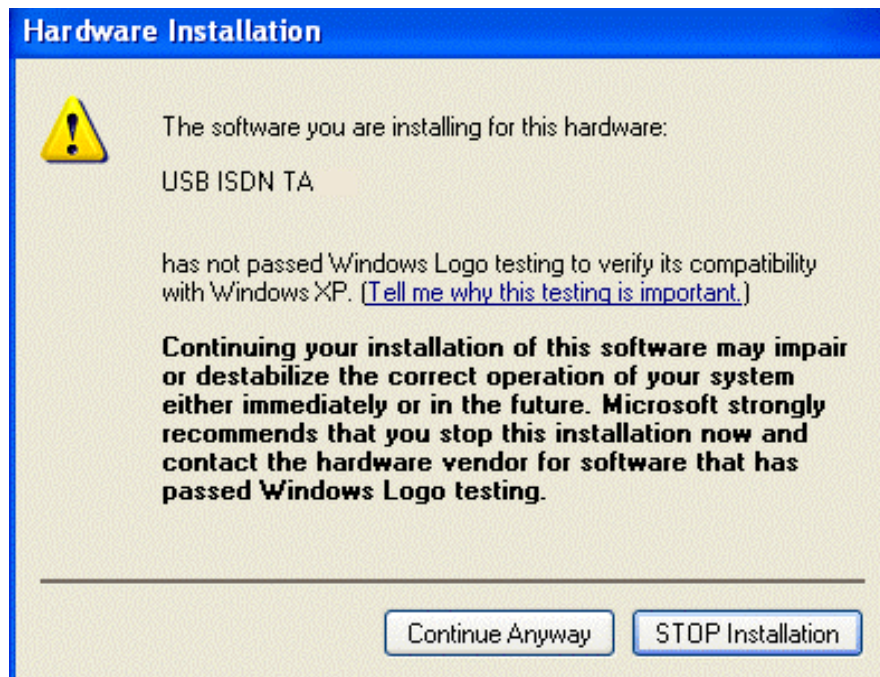 Hardware Installation
The software you are installing for this hardware:
USB ISDN TA
has not passed Windows Logo testing to verify its compatibility
with Windows XP. (Tell me why this testing is important.)
Continuing your installation of this software may impair
or destabilize the correct operation of your system
either immediately or in the future. Microsoft strongly
recommends that you stop this installation now and
contact the hardware vendor for software that has
passed Windows Logo testing.
Continue Anyway STOP Installation